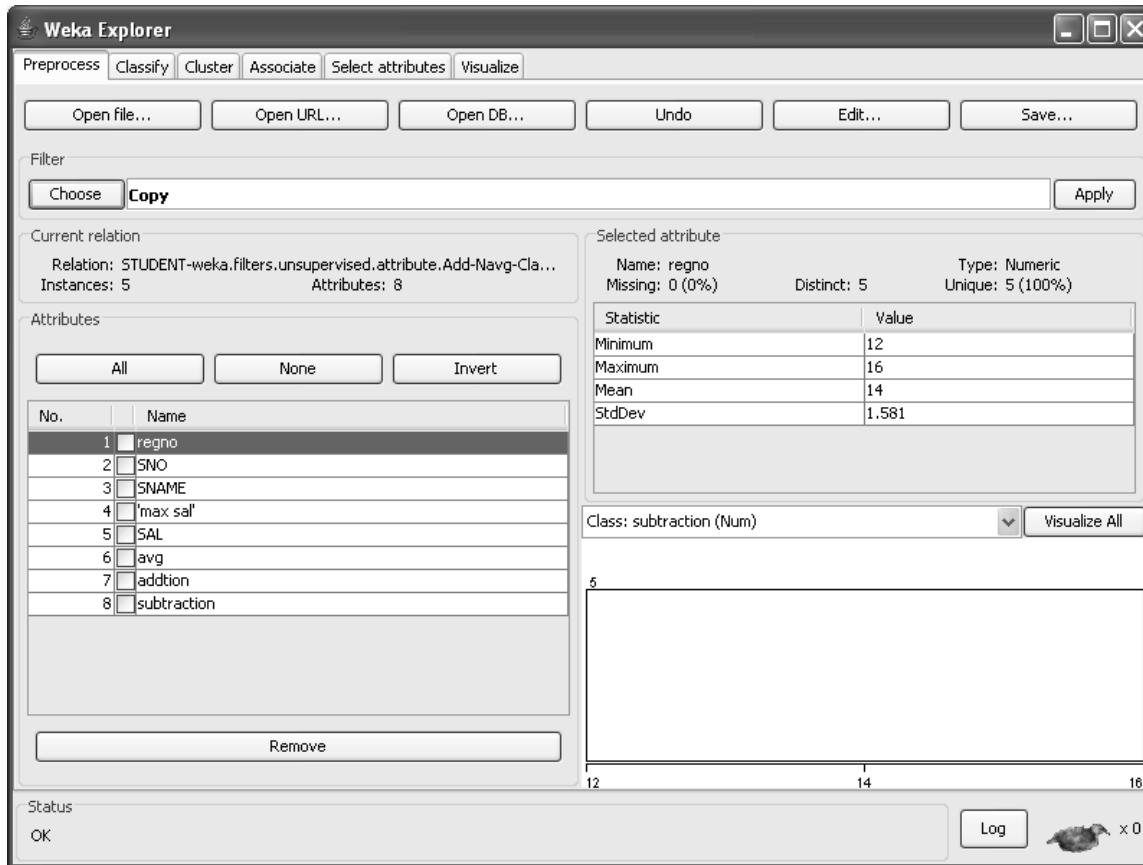 Weka Explorer
Preprocess Classify Cluster Associate Select attributes Visualize
Open file... Open URL... Open DB... Undo Edit... Save...
Filter
Choose Copy Apply
Current relation
Relation: STUDENT-weka.filters.unsupervised.attribute.Add-Navg-Cla...
Instances: 5 Attributes: 8
Attributes
All None Invert
No. Name
1 regno
2 SNO
3 SNAME
4 'max sal'
5 SAL
6 avg
7 addtion
8 subtraction
Remove
Selected attribute
Name: regno Type: Numeric
Missing: 0 (0%) Distinct: 5 Unique: 5 (100%)
Statistic Value
Minimum 12
Maximum 16
Mean 14
StdDev 1.581
Class: subtraction (Num) Visualize All
5
12 14 16
Status
OK
Log x 0